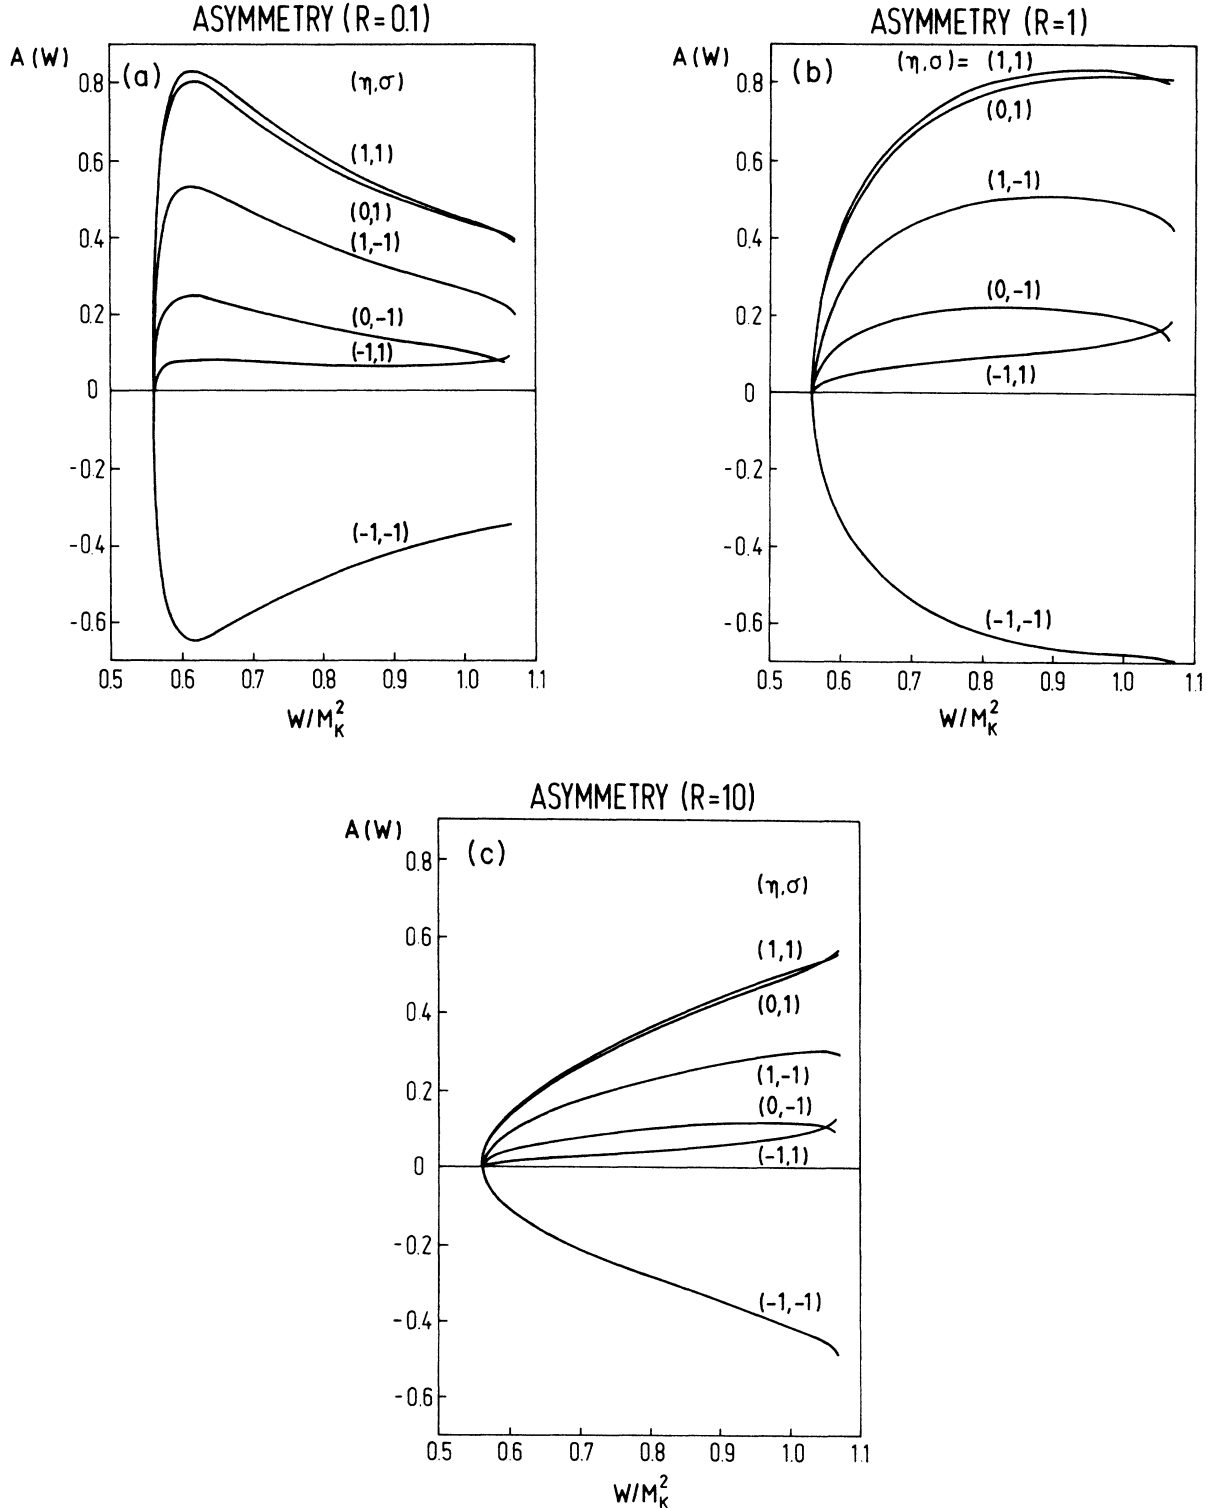 ASYMMETRY (R=0.1)
A(W)
(a)
(η,σ)
0.8
0.6
0.4
0.2
0
-0.2
-0.4
-0.6
(1,1)
(0,1)
(1,-1)
(0,-1)
(-1,1)
(-1,-1)
0.5 0.6 0.7 0.8 0.9 1.0 1.1
W/M_K^2
ASYMMETRY (R=1)
A(W)
(b)
(η,σ)= (1,1)
0.8
0.6
0.4
0.2
0
-0.2
-0.4
-0.6
(0,1)
(1,-1)
(0,-1)
(-1,1)
(-1,-1)
0.5 0.6 0.7 0.8 0.9 1.0 1.1
W/M_K^2
ASYMMETRY (R=10)
A(W)
(c)
(η,σ)
0.8
0.6
0.4
0.2
0
-0.2
-0.4
-0.6
(1,1)
(0,1)
(1,-1)
(0,-1)
(-1,1)
(-1,-1)
0.5 0.6 0.7 0.8 0.9 1.0 1.1
W/M_K^2